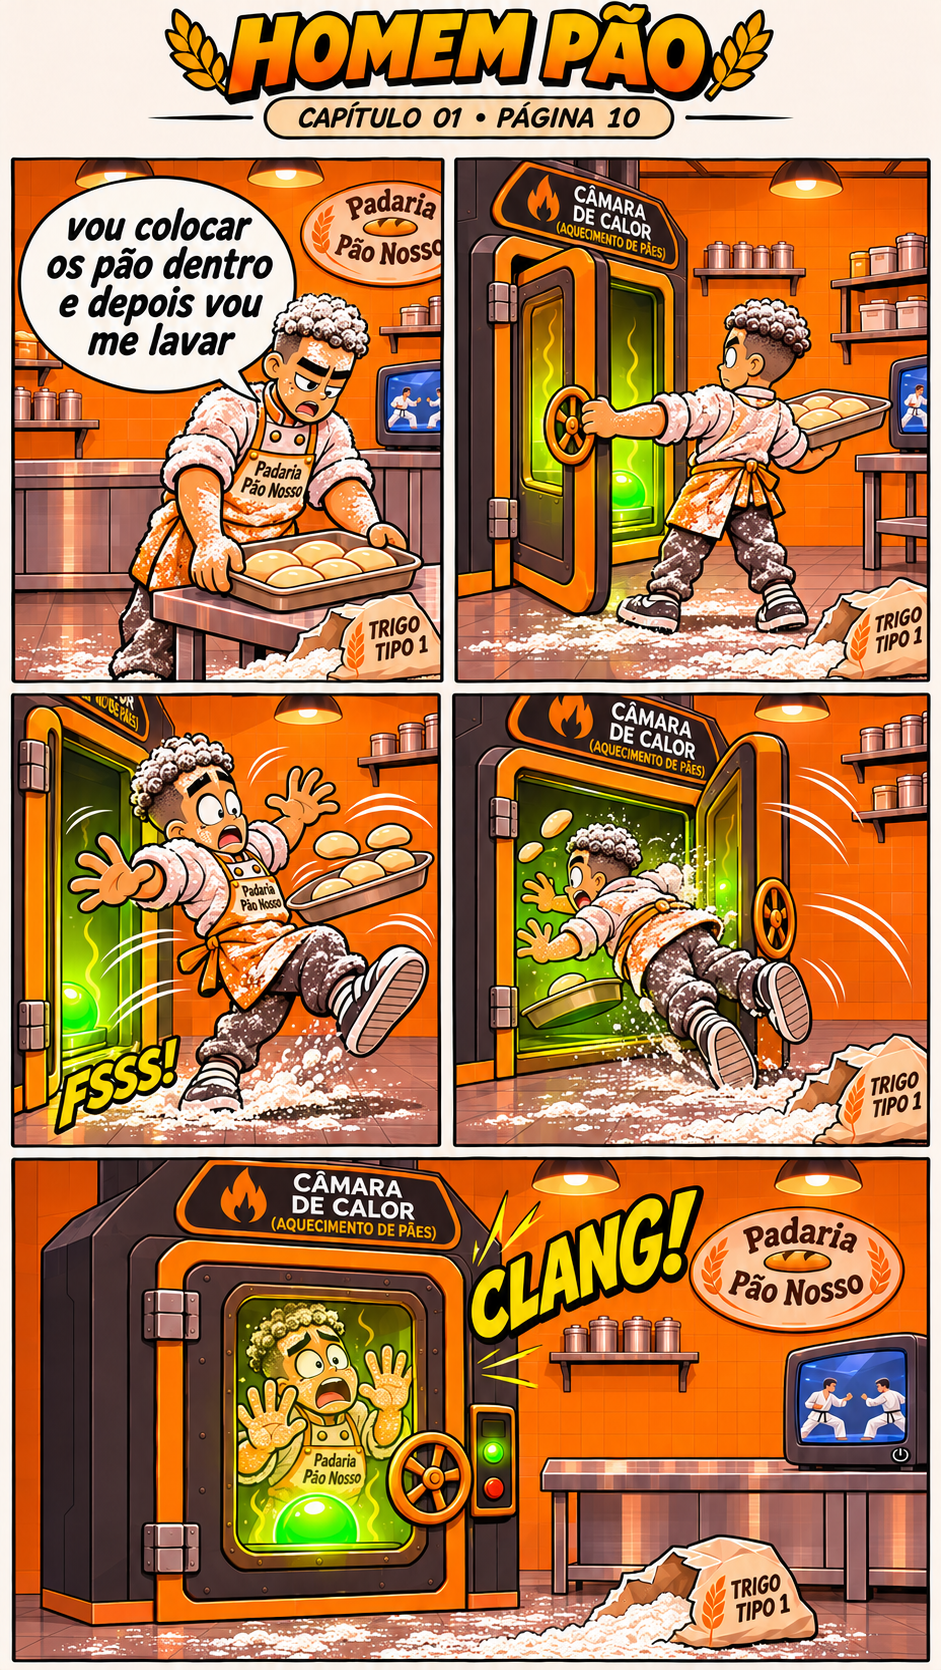 HOMEM PÃO
CAPÍTULO 01 • PÁGINA 10
vou colocar
os pão dentro
e depois vou
me lavar
Padaria
Pão Nosso
Padaria
Pão Nosso
TRIGO
TIPO 1
CÂMARA
DE CALOR
(AQUECIMENTO DE PÃES)
TRIGO
TIPO 1
Padaria
Pão Nosso
FSSS!
CÂMARA
DE CALOR
(AQUECIMENTO DE PÃES)
TRIGO
TIPO 1
CÂMARA
DE CALOR
(AQUECIMENTO DE PÃES)
CLANG!
Padaria
Pão Nosso
Padaria
Pão Nosso
TRIGO
TIPO 1